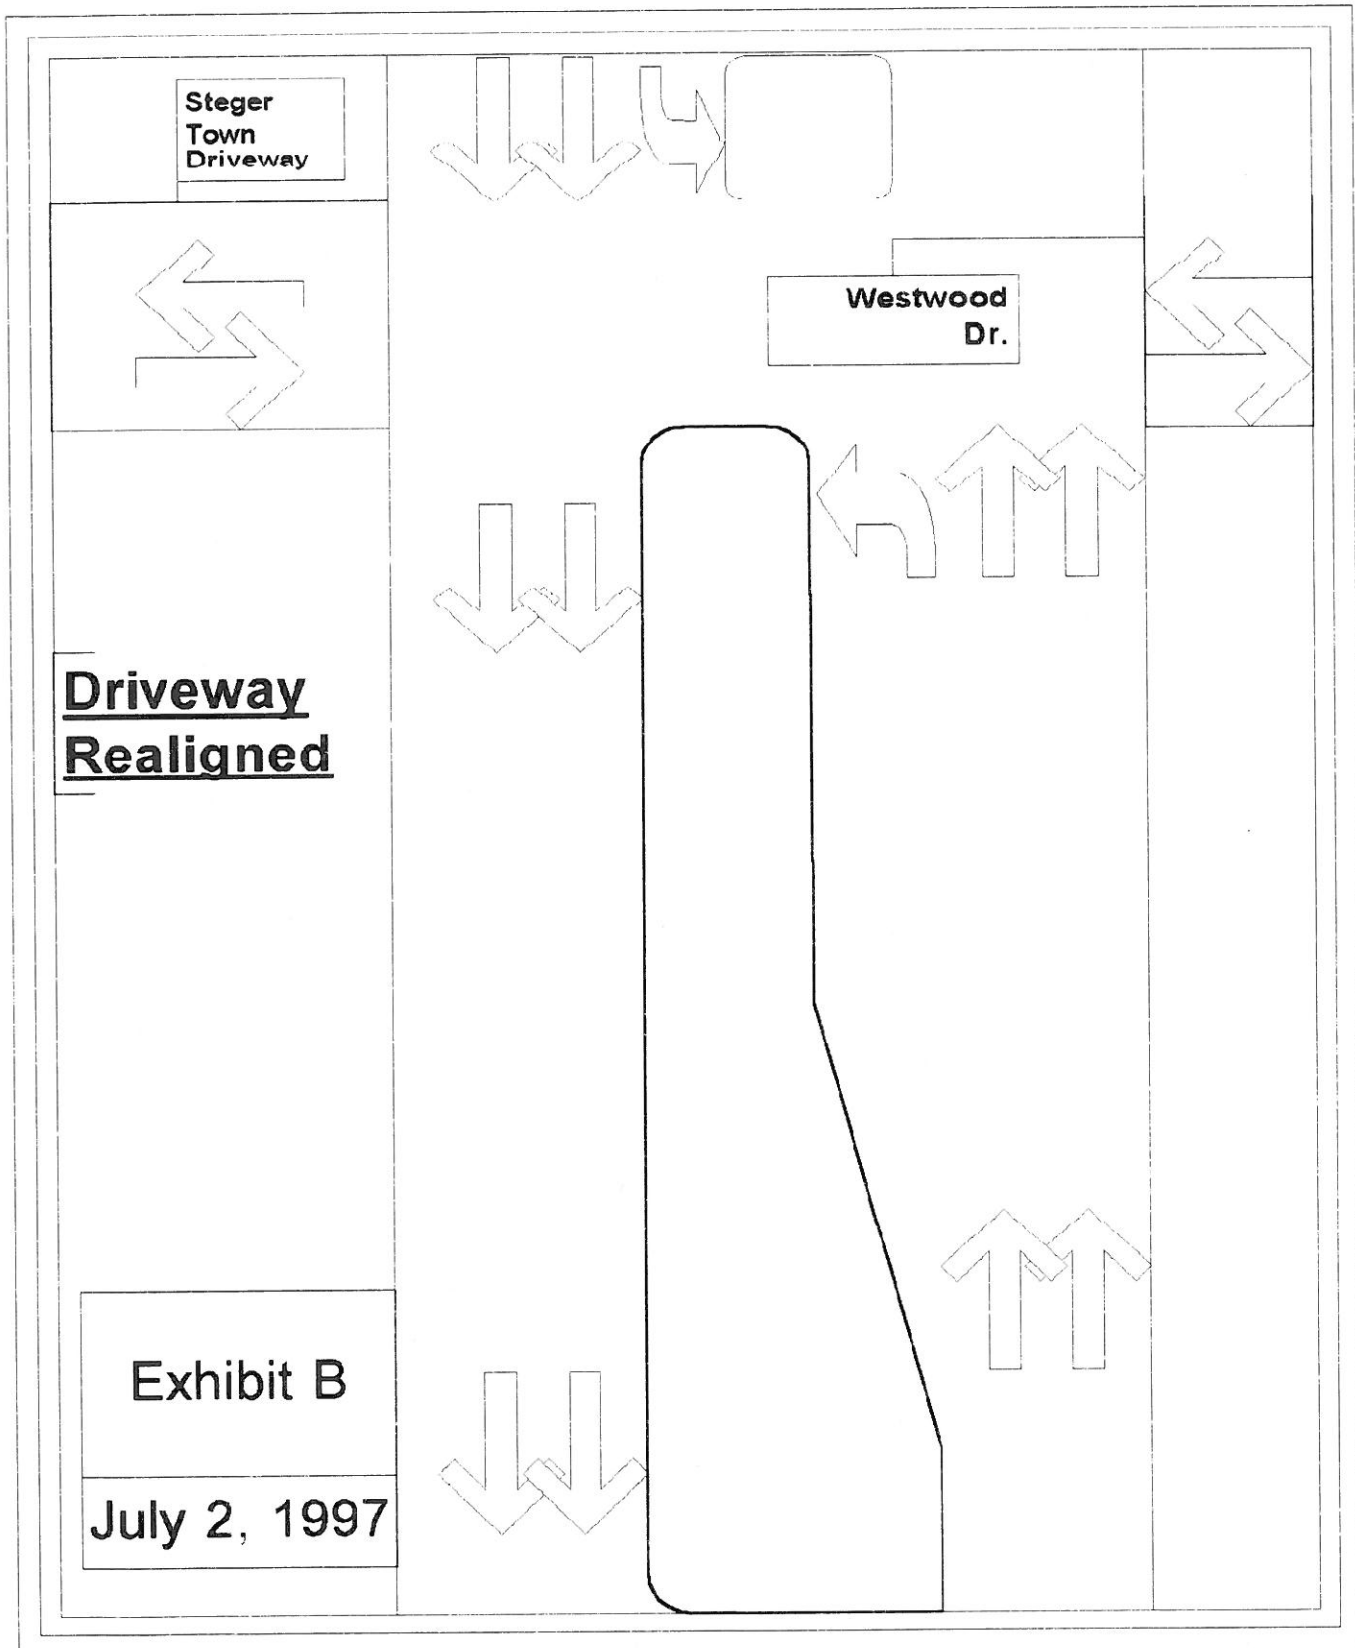 Steger
Town
Driveway
Westwood
Dr.
Driveway
Realigned
Exhibit B
July 2, 1997